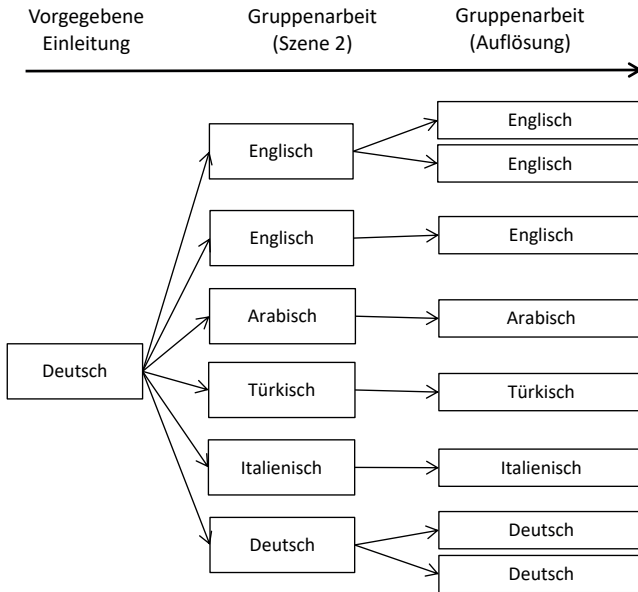 Vorgegebene
Einleitung
Gruppenarbeit
(Szene 2)
Gruppenarbeit
(Auflösung)
Englisch
Englisch
Englisch
Englisch
Englisch
Arabisch
Arabisch
Deutsch
Türkisch
Türkisch
Italienisch
Italienisch
Deutsch
Deutsch
Deutsch